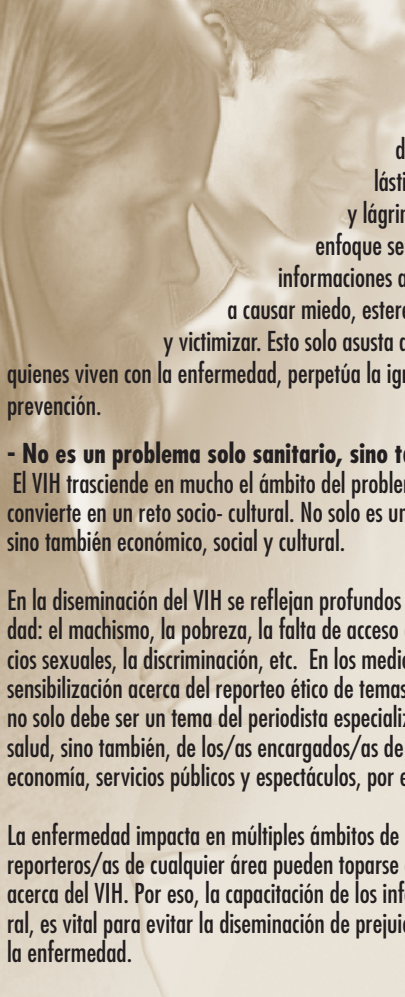 d
lásti
y lágrim
enfoque se
informaciones a
a causar miedo, estere
y victimizar. Esto solo asusta a
quienes viven con la enfermedad, perpetúa la ign
prevención.
- No es un problema solo sanitario, sino ta
El VIH trasciende en mucho el ámbito del problem
convierte en un reto socio- cultural. No solo es un
sino también económico, social y cultural.
En la diseminación del VIH se reflejan profundos
dad: el machismo, la pobreza, la falta de acceso
cios sexuales, la discriminación, etc. En los medio
sensibilización acerca del reporteo ético de temas
no solo debe ser un tema del periodista especializ
salud, sino también, de los/as encargados/as de
economía, servicios públicos y espectáculos, por e
La enfermedad impacta en múltiples ámbitos de
reporteros/as de cualquier área pueden toparse
acerca del VIH. Por eso, la capacitación de los info
ral, es vital para evitar la diseminación de prejuic
la enfermedad.